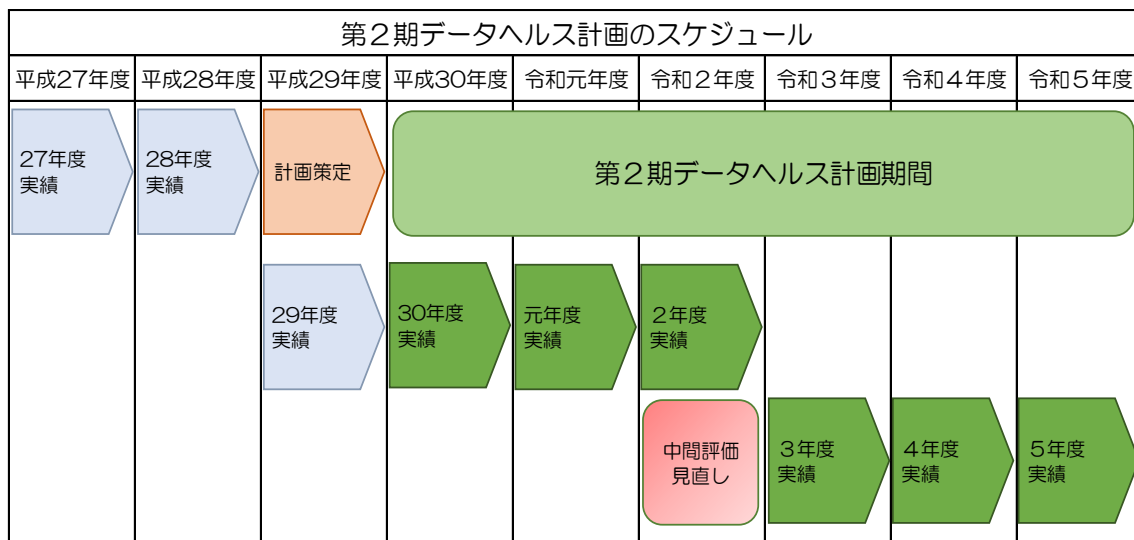 第２期データヘルス計画のスケジュール
平成27年度 平成28年度 平成29年度 平成30年度 令和元年度 令和２年度 令和３年度 令和４年度 令和５年度
27年度
実績
28年度
実績
計画策定
第２期データヘルス計画期間
29年度
実績
30年度
実績
元年度
実績
２年度
実績
中間評価
見直し
３年度
実績
４年度
実績
５年度
実績